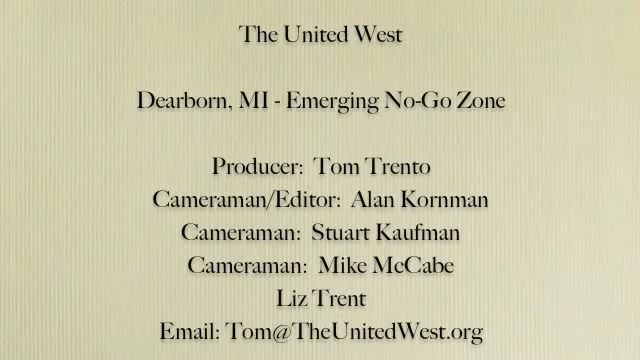 The United West
Dearborn, MI - Emerging No-Go Zone
Producer: Tom Trento
Cameraman/Editor: Alan Kornman
Cameraman: Stuart Kaufman
Cameraman: Mike McCabe
Liz Trent
Email: Tom@TheUnitedWest.org